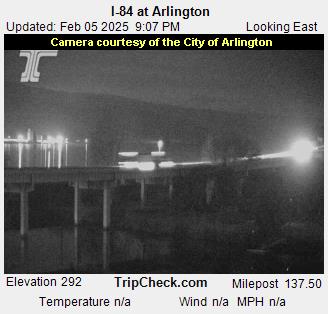 I-84 at Arlington
Updated: Feb 05 2025 9:07 PM Looking East
Camera courtesy of the City of Arlington
Elevation 292 TripCheck.com Milepost 137.50
Temperature n/a Wind n/a MPH n/a